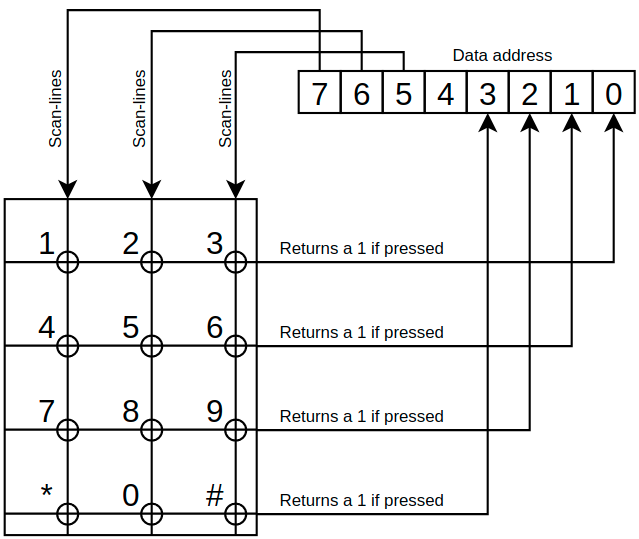 Data address
7 6 5 4 3 2 1 0
Scan-lines
Scan-lines
Scan-lines
1 2 3
Returns a 1 if pressed
4 5 6
Returns a 1 if pressed
7 8 9
Returns a 1 if pressed
* 0 #
Returns a 1 if pressed